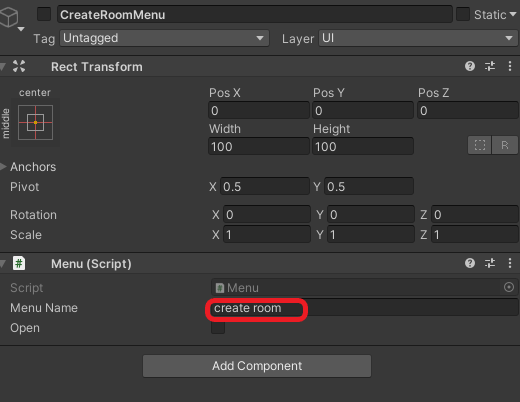 CreateRoomMenu Static
Tag Untagged Layer UI
Rect Transform
center
middle
Pos X Pos Y Pos Z
0 0 0
Width Height
100 100 R
Anchors
Pivot X 0.5 Y 0.5
Rotation X 0 Y 0 Z 0
Scale X 1 Y 1 Z 1
# Menu (Script)
Script # Menu
Menu Name create room
Open
Add Component